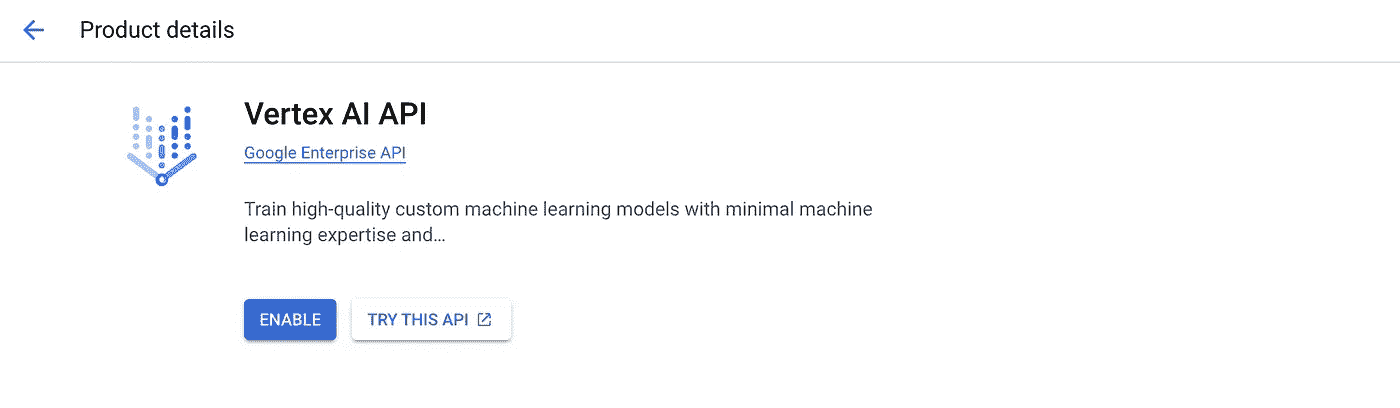 Product details
Vertex AI API
Google Enterprise API
Train high-quality custom machine learning models with minimal machine
learning expertise and...
ENABLE
TRY THIS API